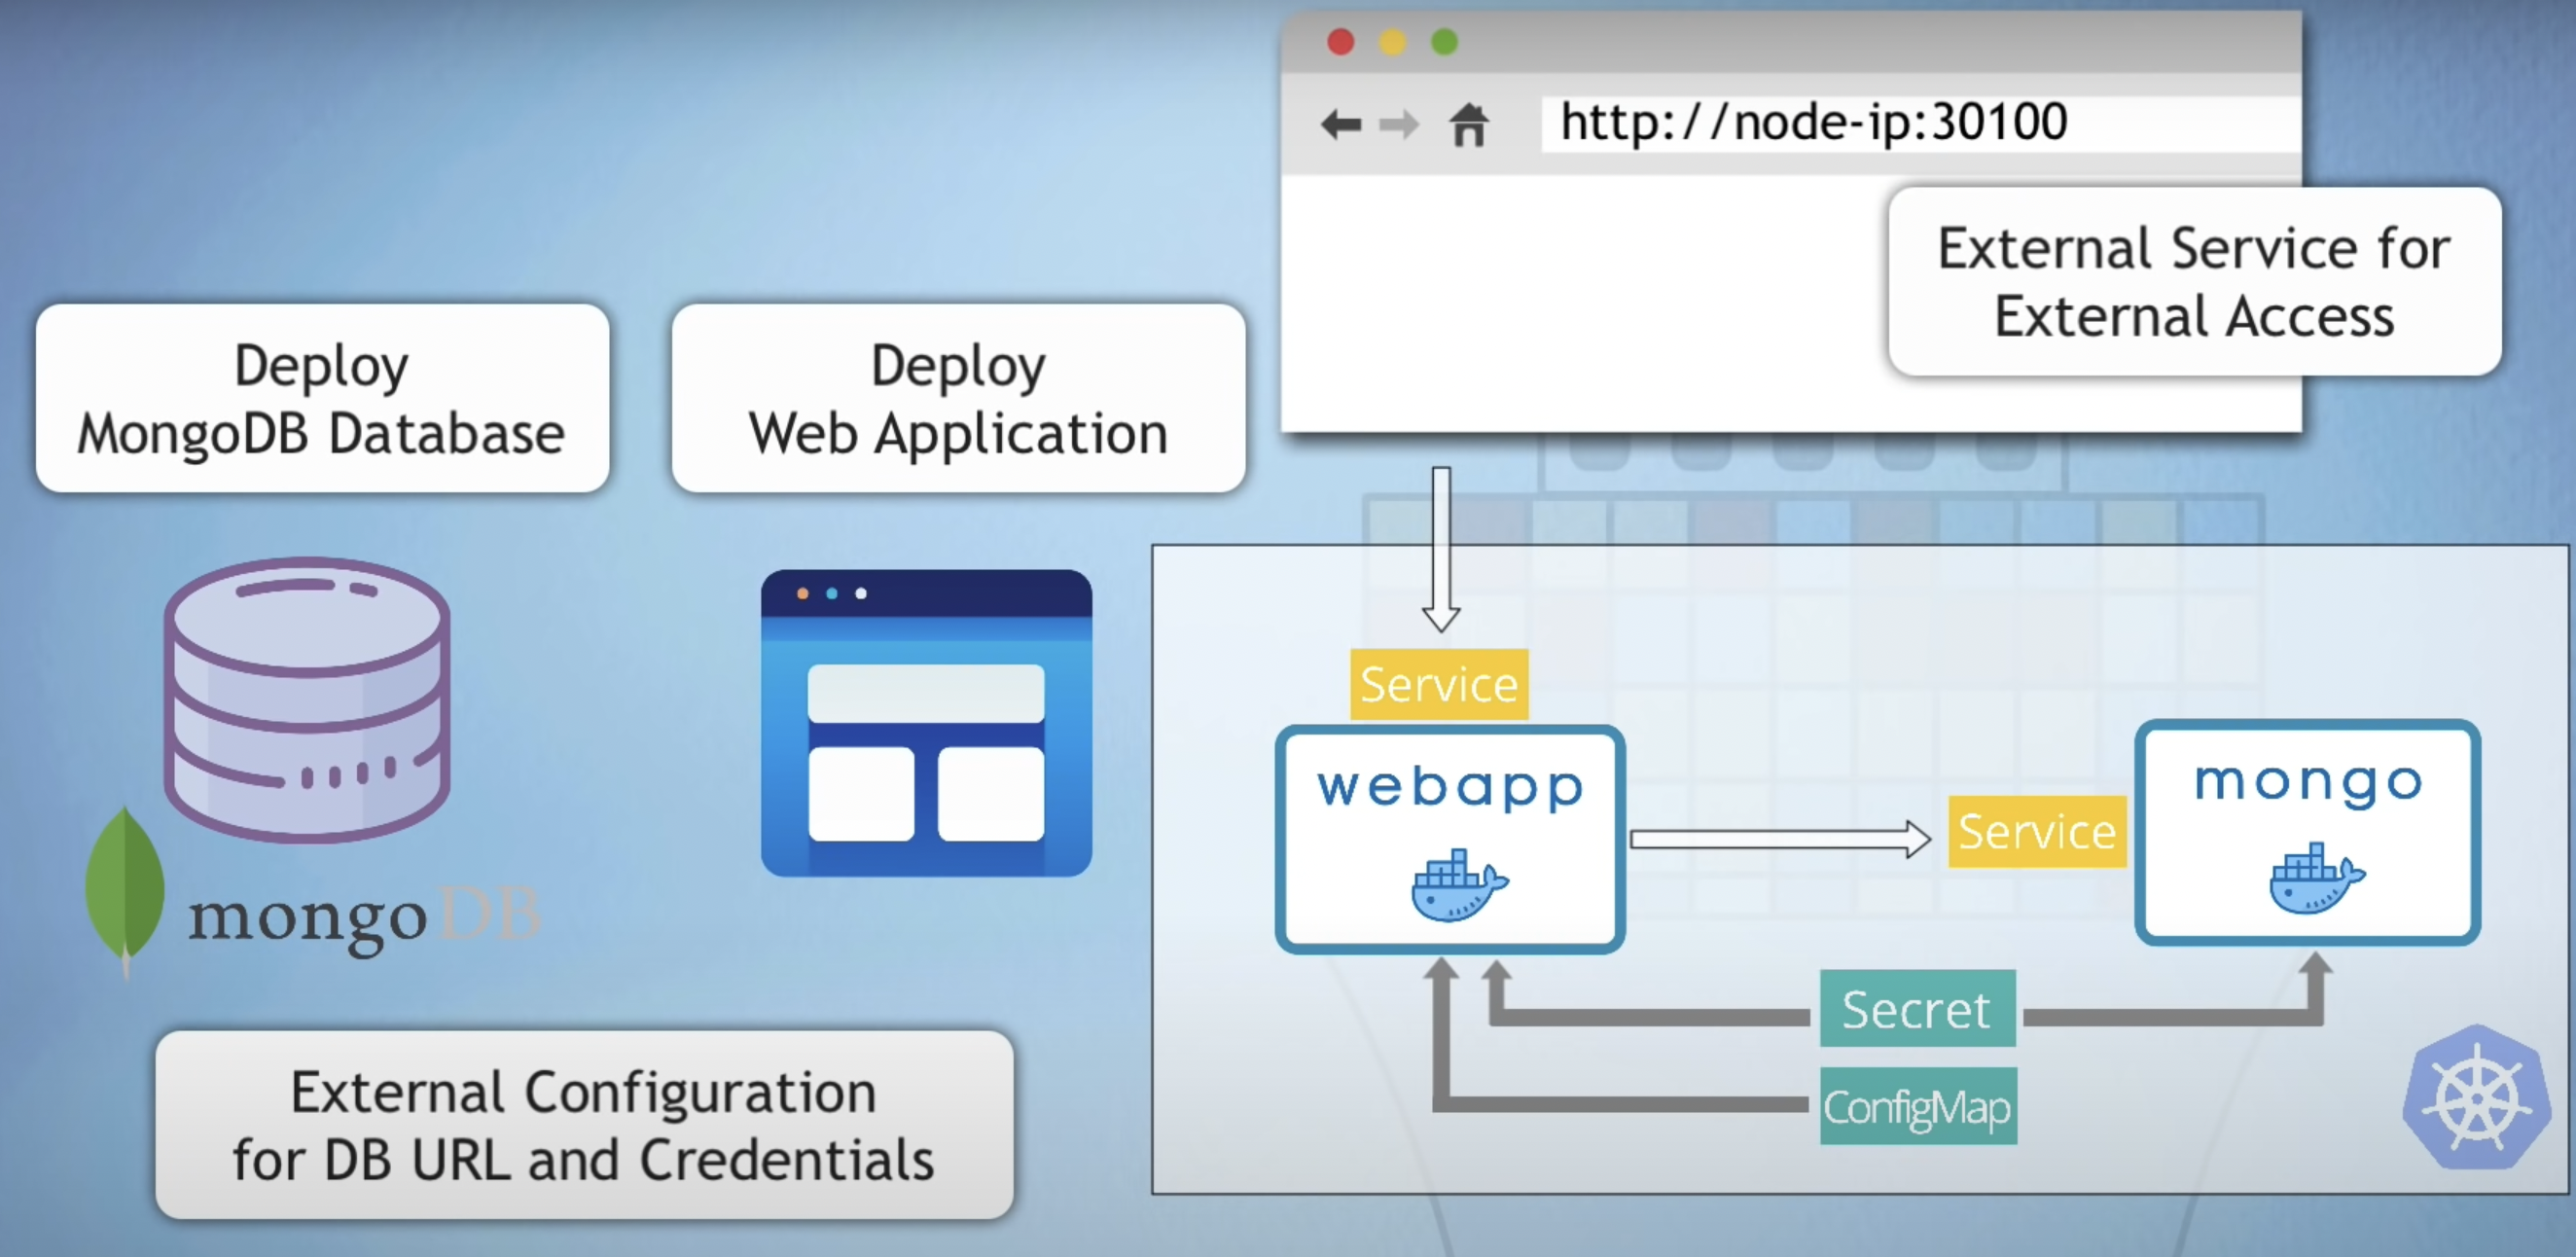 http://node-ip:30100
External Service for
External Access
Deploy
MongoDB Database
Deploy
Web Application
mongoDB
External Configuration
for DB URL and Credentials
Service
webapp
Service
mongo
Secret
ConfigMap